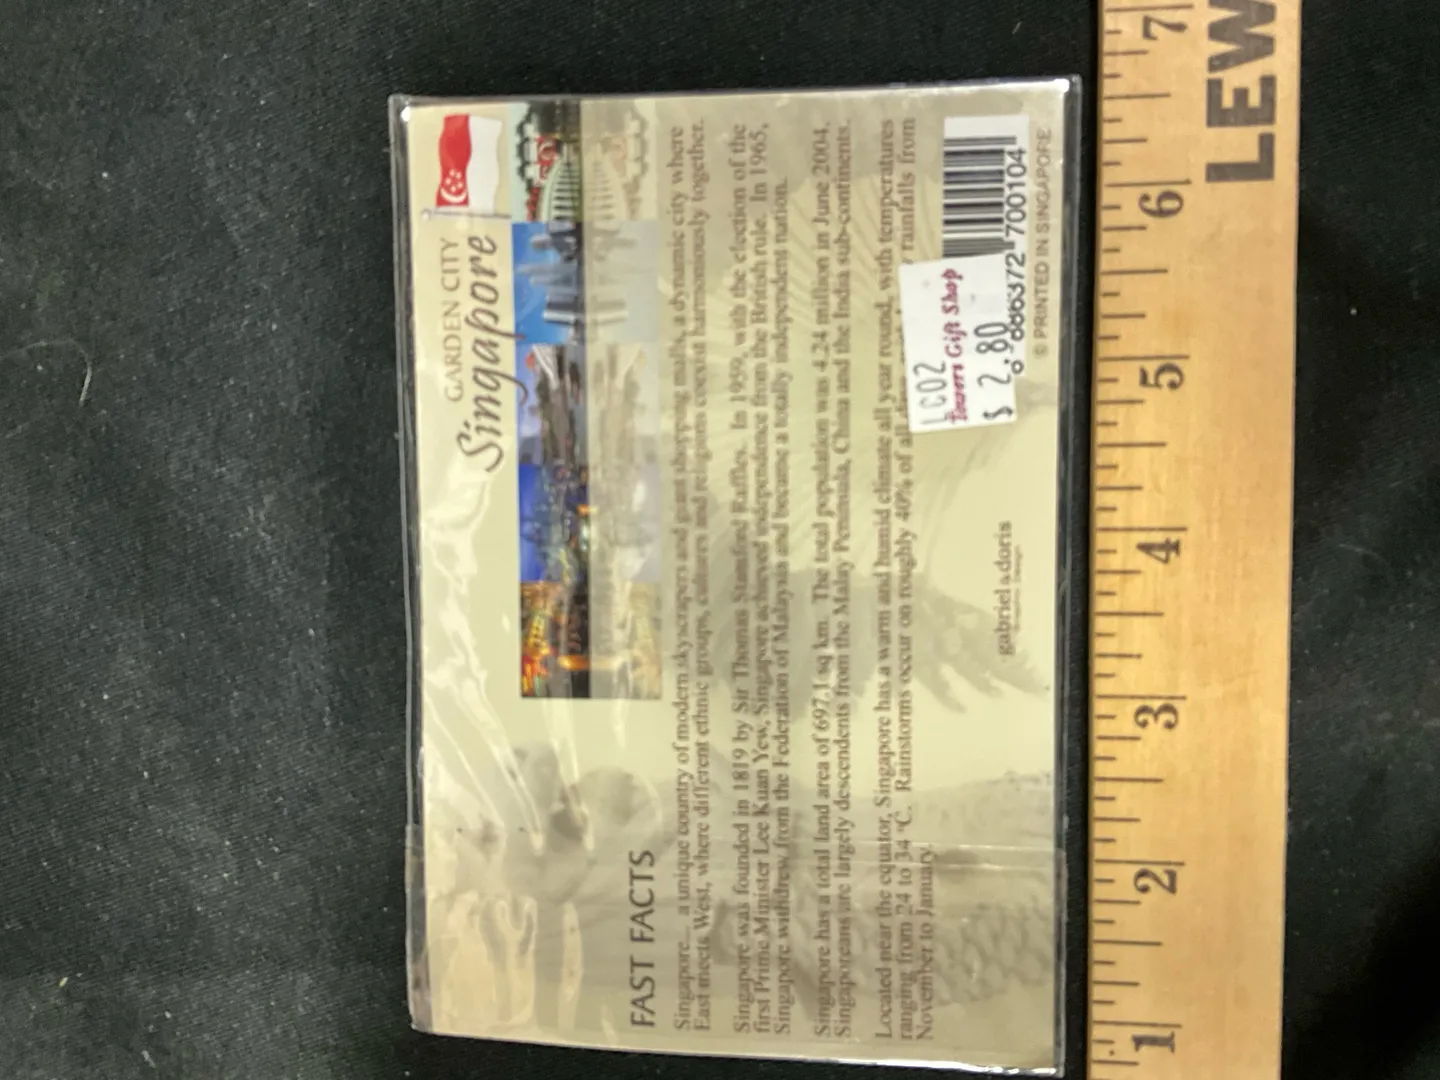 GARDEN CITY
Singapore
FAST FACTS
Singapore... a unique country of modern skyscrapers and giant shopping malls, a dynamic city where
East meets West, where different ethnic groups, cultures and religions coexist harmoniously together.
Singapore was founded in 1819 by Sir Thomas Stamford Raffles. In 1959, with the election of the
first Prime Minister Lee Kuan Yew, Singapore achieved independence from the British rule. In 1965,
Singapore withdrew from the Federation of Malaysia and became a totally independent nation.
Singapore has a total land area of 697.1 sq km. The total population was 4.24 million in June 2004.
Singaporeans are largely descendents from the Malay Peninsula, China and the Indian sub-continents.
Located near the equator, Singapore has a warm and humid climate all year round, with temperatures
ranging from 24 to 34 °C. Rainstorms occur on roughly 40% of rainfalls from
November to January.
LC02
Towers Gift Shop
$ 2.80
gabriel & doris
700104
© PRINTED IN SINGAPORE
1 2 3 4 5 6 7
LEW